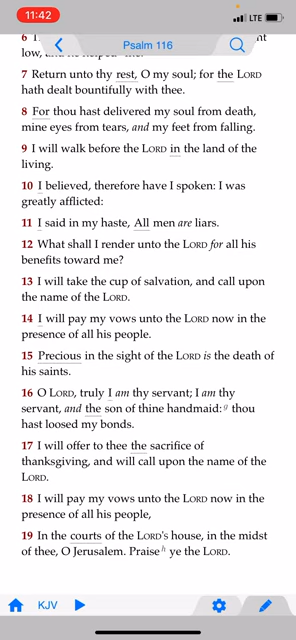 11:42
LTE
Psalm 116
7 Return unto thy rest, O my soul; for the LORD
hath dealt bountifully with thee.
8 For thou hast delivered my soul from death,
mine eyes from tears, and my feet from falling.
9 I will walk before the LORD in the land of the
living.
10 I believed, therefore have I spoken: I was
greatly afflicted:
11 I said in my haste, All men are liars.
12 What shall I render unto the LORD for all his
benefits toward me?
13 I will take the cup of salvation, and call upon
the name of the LORD.
14 I will pay my vows unto the LORD now in the
presence of all his people.
15 Precious in the sight of the LORD is the death of
his saints.
16 O LORD, truly I am thy servant; I am thy
servant, and the son of thine handmaid: g thou
hast loosed my bonds.
17 I will offer to thee the sacrifice of
thanksgiving, and will call upon the name of the
LORD.
18 I will pay my vows unto the LORD now in the
presence of all his people,
19 In the courts of the LORD's house, in the midst
of thee, O Jerusalem. Praise h ye the LORD.
KJV